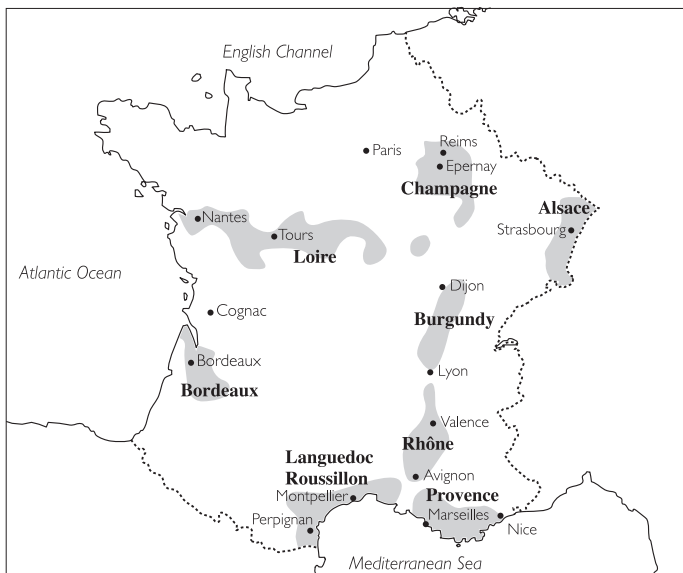 English Channel
Paris
Reims
Epernay
Champagne
Alsace
Strasbourg
Nantes
Tours
Loire
Atlantic Ocean
Dijon
Cognac
Burgundy
Bordeaux
Lyon
Bordeaux
Valence
Rhône
Languedoc
Roussillon
Avignon
Montpellier
Provence
Marseilles
Perpignan
Nice
Mediterranean Sea